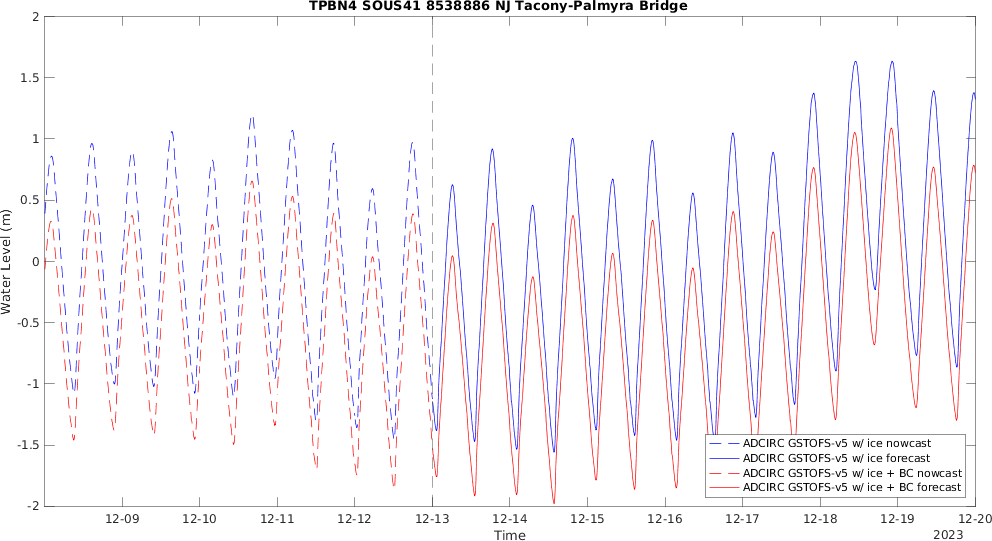 TPBN4 SOUS41 8538886 NJ Tacony-Palmyra Bridge
2
1.5
1
0.5
0
-0.5
-1
-1.5
-2
Water Level (m)
ADCIRC GSTOFS-v5 w/ ice nowcast
ADCIRC GSTOFS-v5 w/ ice forecast
ADCIRC GSTOFS-v5 w/ ice + BC nowcast
ADCIRC GSTOFS-v5 w/ ice + BC forecast
12-09 12-10 12-11 12-12 12-13 12-14 12-15 12-16 12-17 12-18 12-19 12-20
Time
2023